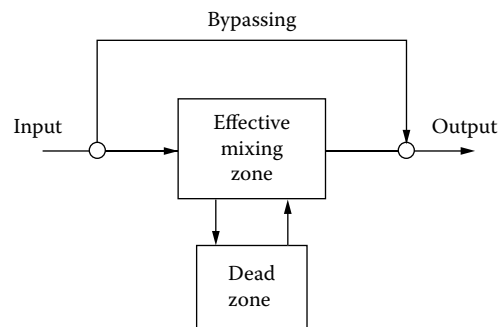 Bypassing
Input
Effective
mixing
zone
Output
Dead
zone